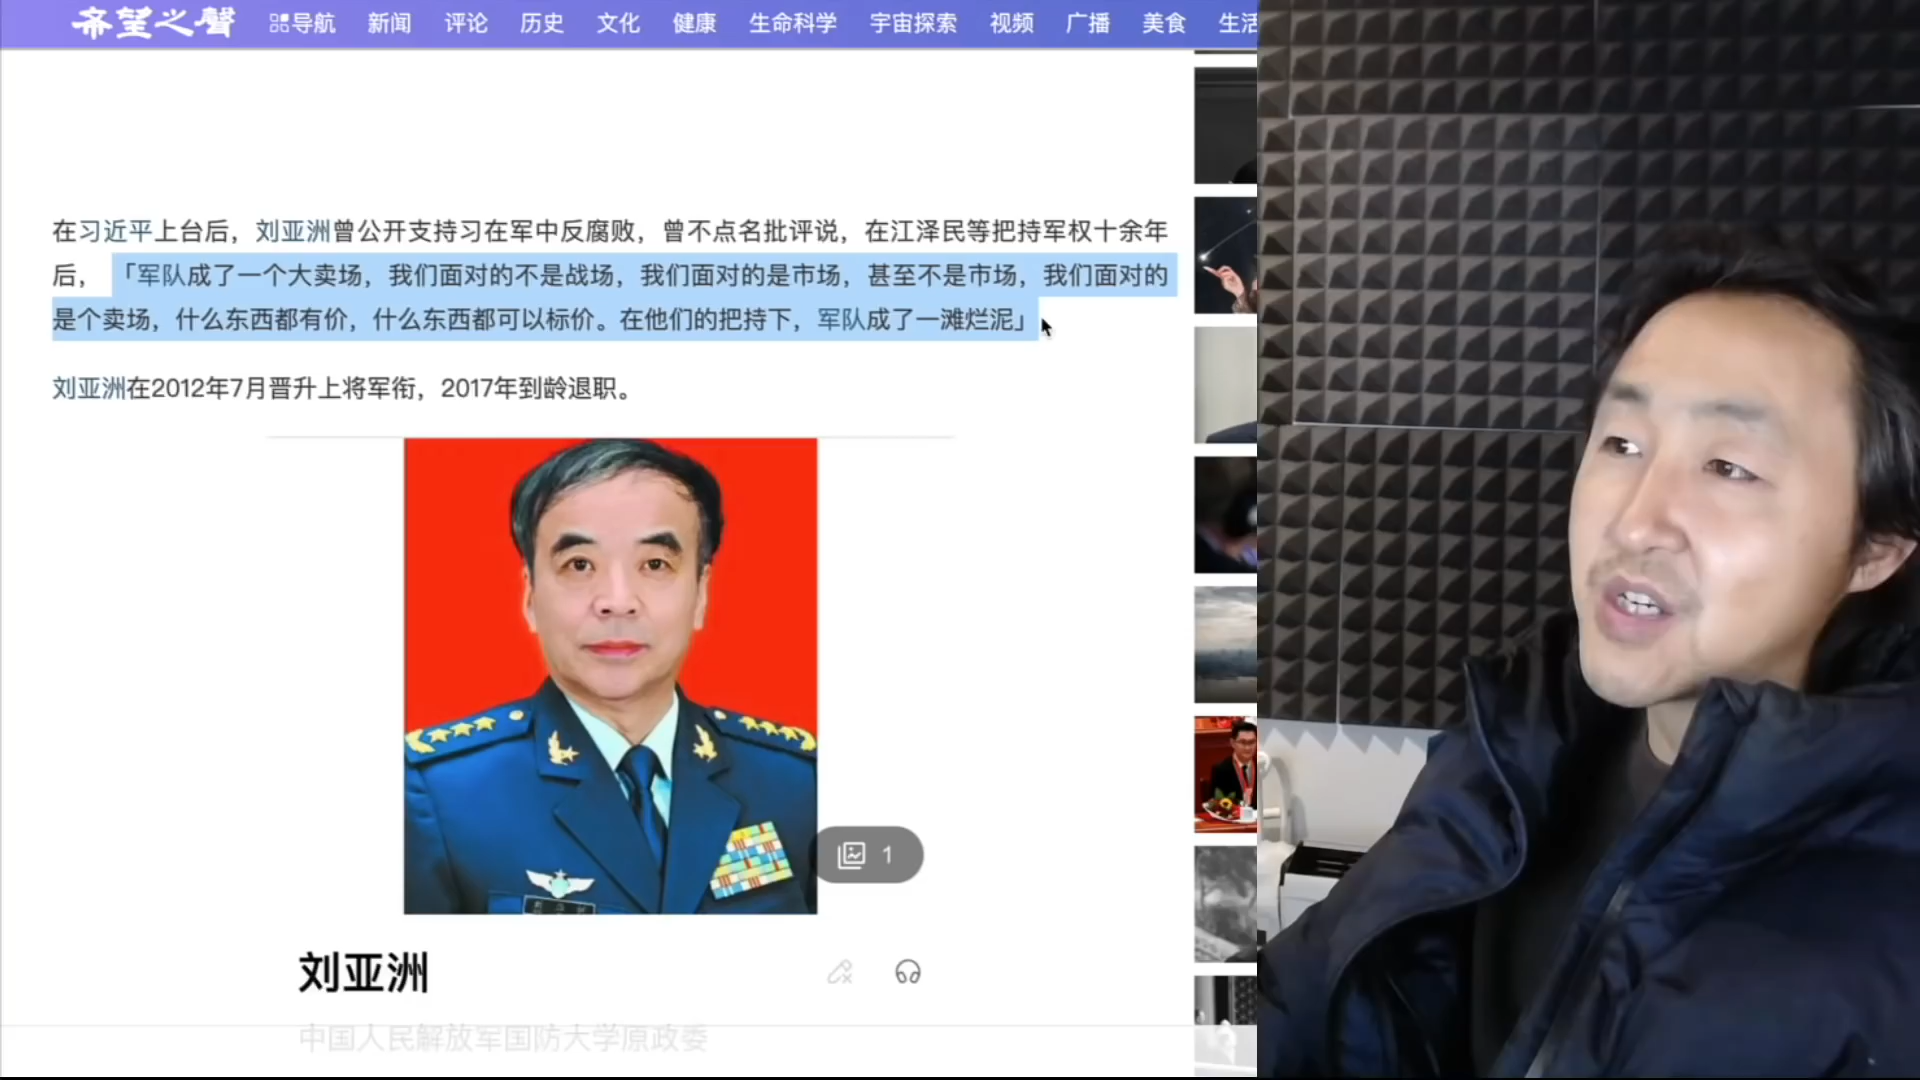 希望之聲 导航 新闻 评论 历史 文化 健康 生命科学 宇宙探索 视频 广播 美食 生活
在习近平上台后，刘亚洲曾公开支持习在军中反腐败，曾不点名批评说，在江泽民等把持军权十余年
后，「军队成了一个大卖场，我们面对的不是战场，我们面对的是市场，甚至不是市场，我们面对的
是个卖场，什么东西都有价，什么东西都可以标价。在他们的把持下，军队成了一滩烂泥」
刘亚洲在2012年7月晋升上将军衔，2017年到龄退职。
1
刘亚洲
中国人民解放军国防大学原政委